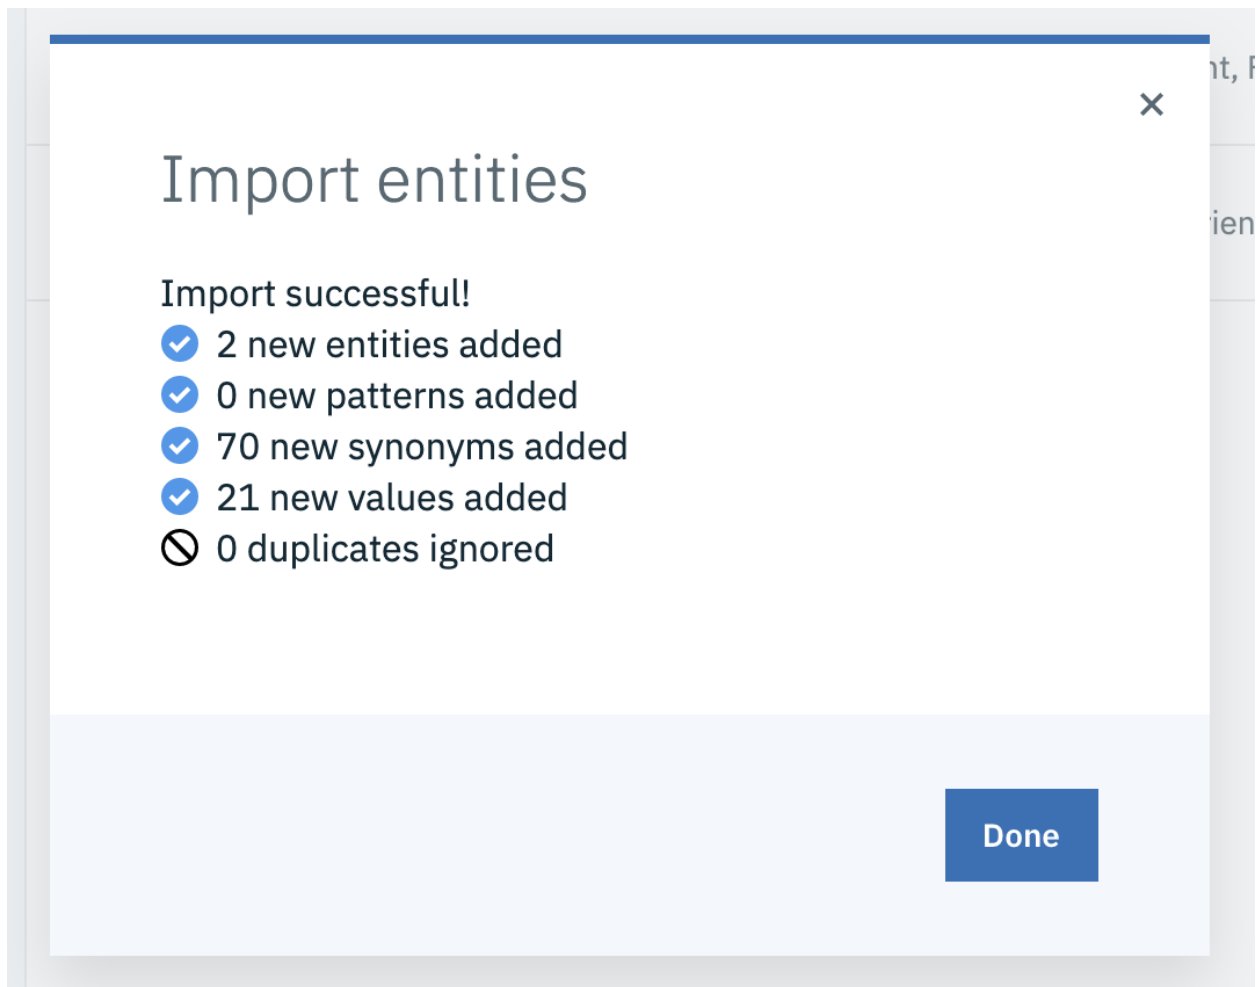 Import entities
Import successful!
2 new entities added
0 new patterns added
70 new synonyms added
21 new values added
0 duplicates ignored
Done